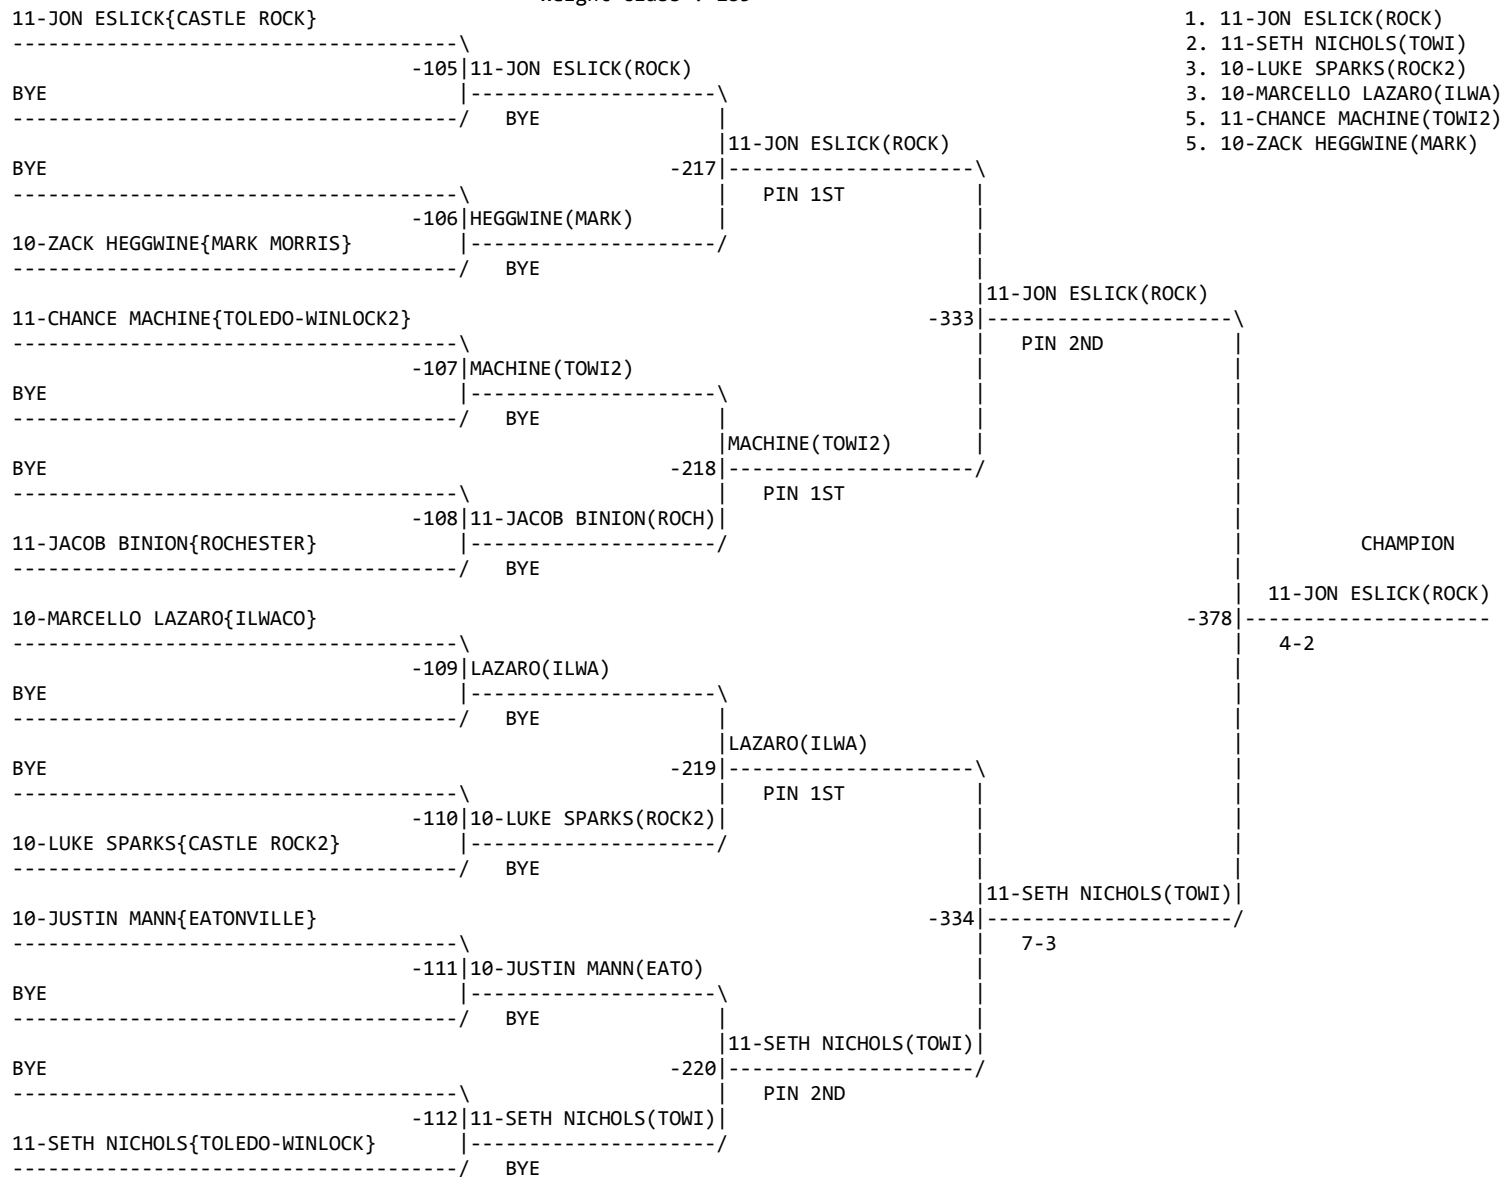 11-JON ESLICK{CASTLE ROCK} 1. 11-JON ESLICK(ROCK)
--------------------------------------\ 2. 11-SETH NICHOLS(TOWI)
-105|11-JON ESLICK(ROCK) 3. 10-LUKE SPARKS(ROCK2)
BYE |---------------------\ 3. 10-MARCELLO LAZARO(ILWA)
--------------------------------------/ BYE | 5. 11-CHANCE MACHINE(TOWI2)
|11-JON ESLICK(ROCK) 5. 10-ZACK HEGGWINE(MARK)
BYE -217|---------------------\
--------------------------------------\ | PIN 1ST |
-106|HEGGWINE(MARK) | |
10-ZACK HEGGWINE{MARK MORRIS} |---------------------/ |
--------------------------------------/ BYE |
|11-JON ESLICK(ROCK)
11-CHANCE MACHINE{TOLEDO-WINLOCK2} -333|---------------------\
--------------------------------------\ | PIN 2ND |
-107|MACHINE(TOWI2) | |
BYE |---------------------\ | |
--------------------------------------/ BYE | | |
|MACHINE(TOWI2) | |
BYE -218|---------------------/ |
--------------------------------------\ | PIN 1ST |
-108|11-JACOB BINION(ROCH)| |
11-JACOB BINION{ROCHESTER} |---------------------/ | CHAMPION
--------------------------------------/ BYE |
| 11-JON ESLICK(ROCK)
10-MARCELLO LAZARO{ILWACO} -378|---------------------
--------------------------------------\ | 4-2
-109|LAZARO(ILWA) |
BYE |---------------------\ |
--------------------------------------/ BYE | |
|LAZARO(ILWA) |
BYE -219|---------------------\ |
--------------------------------------\ | PIN 1ST | |
-110|10-LUKE SPARKS(ROCK2)| | |
10-LUKE SPARKS{CASTLE ROCK2} |---------------------/ | |
--------------------------------------/ BYE | |
|11-SETH NICHOLS(TOWI)|
10-JUSTIN MANN{EATONVILLE} -334|---------------------/
--------------------------------------\ | 7-3
-111|10-JUSTIN MANN(EATO) |
BYE |---------------------\ |
--------------------------------------/ BYE | |
|11-SETH NICHOLS(TOWI)|
BYE -220|---------------------/
--------------------------------------\ | PIN 2ND
-112|11-SETH NICHOLS(TOWI)|
11-SETH NICHOLS{TOLEDO-WINLOCK} |---------------------/
--------------------------------------/ BYE